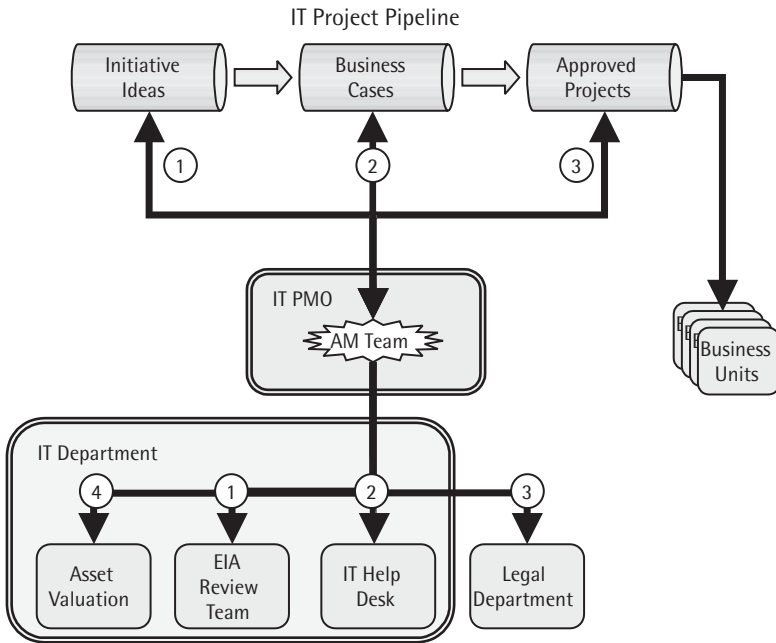 IT Project Pipeline
Initiative
Ideas
Business
Cases
Approved
Projects
1
2
3
IT PMO
AM Team
Business
Units
IT Department
4
1
2
3
Asset
Valuation
EIA
Review
Team
IT Help
Desk
Legal
Department